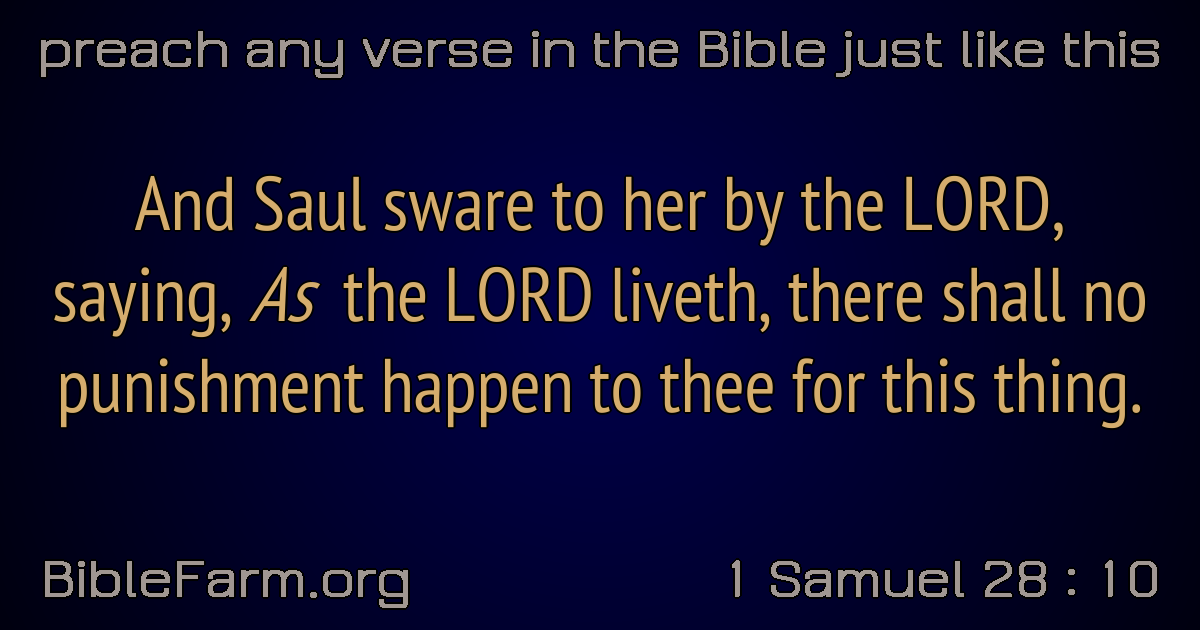 preach any verse in the Bible just like this
And Saul sware to her by the LORD,
saying, As the LORD liveth, there shall no
punishment happen to thee for this thing.
BibleFarm.org
1 Samuel 28 : 10